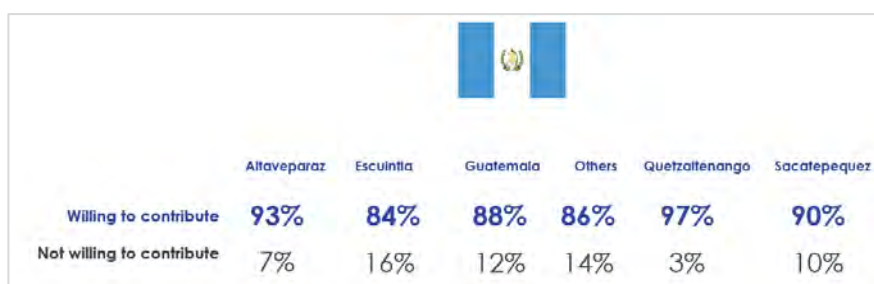 Altaveparaz Escuintla Guatemala Others Quetzaltenango Sacatepequez
Willing to contribute 93% 84% 88% 86% 97% 90%
Not willing to contribute 7% 16% 12% 14% 3% 10%